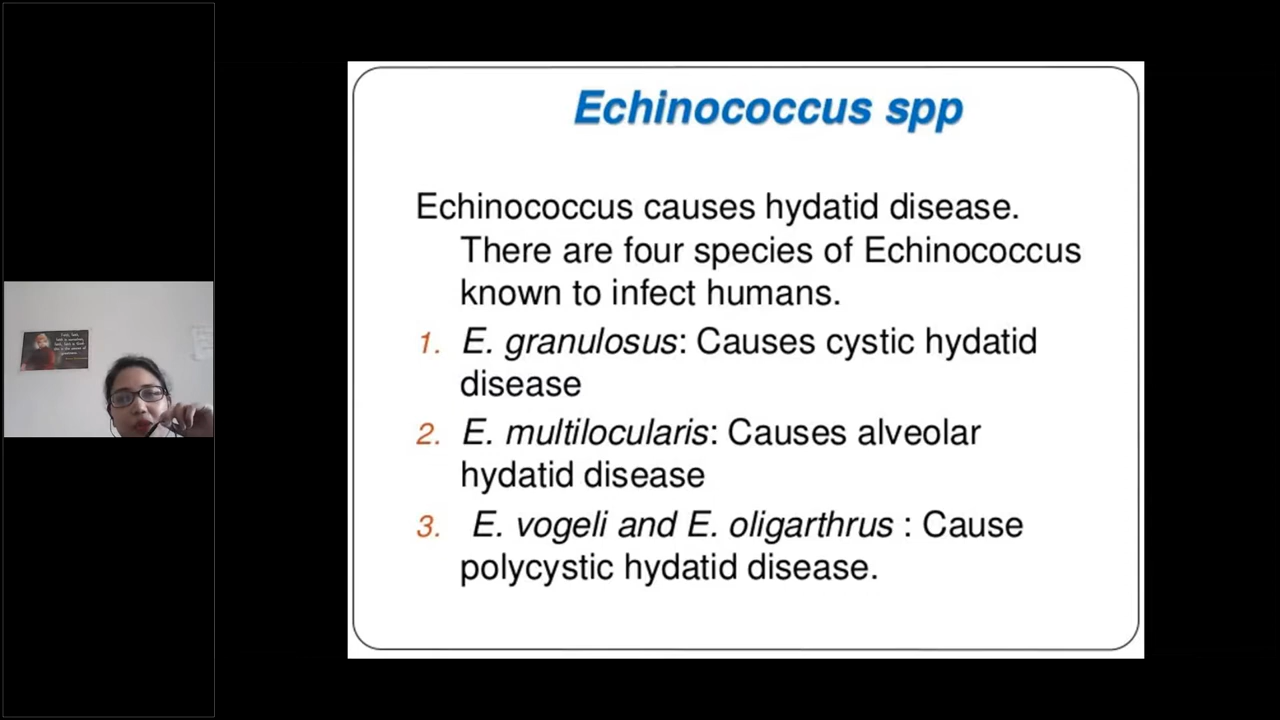 Echinococcus spp
Echinococcus causes hydatid disease.
There are four species of Echinococcus
known to infect humans.
1. E. granulosus: Causes cystic hydatid
disease
2. E. multilocularis: Causes alveolar
hydatid disease
3. E. vogeli and E. oligarthrus : Cause
polycystic hydatid disease.